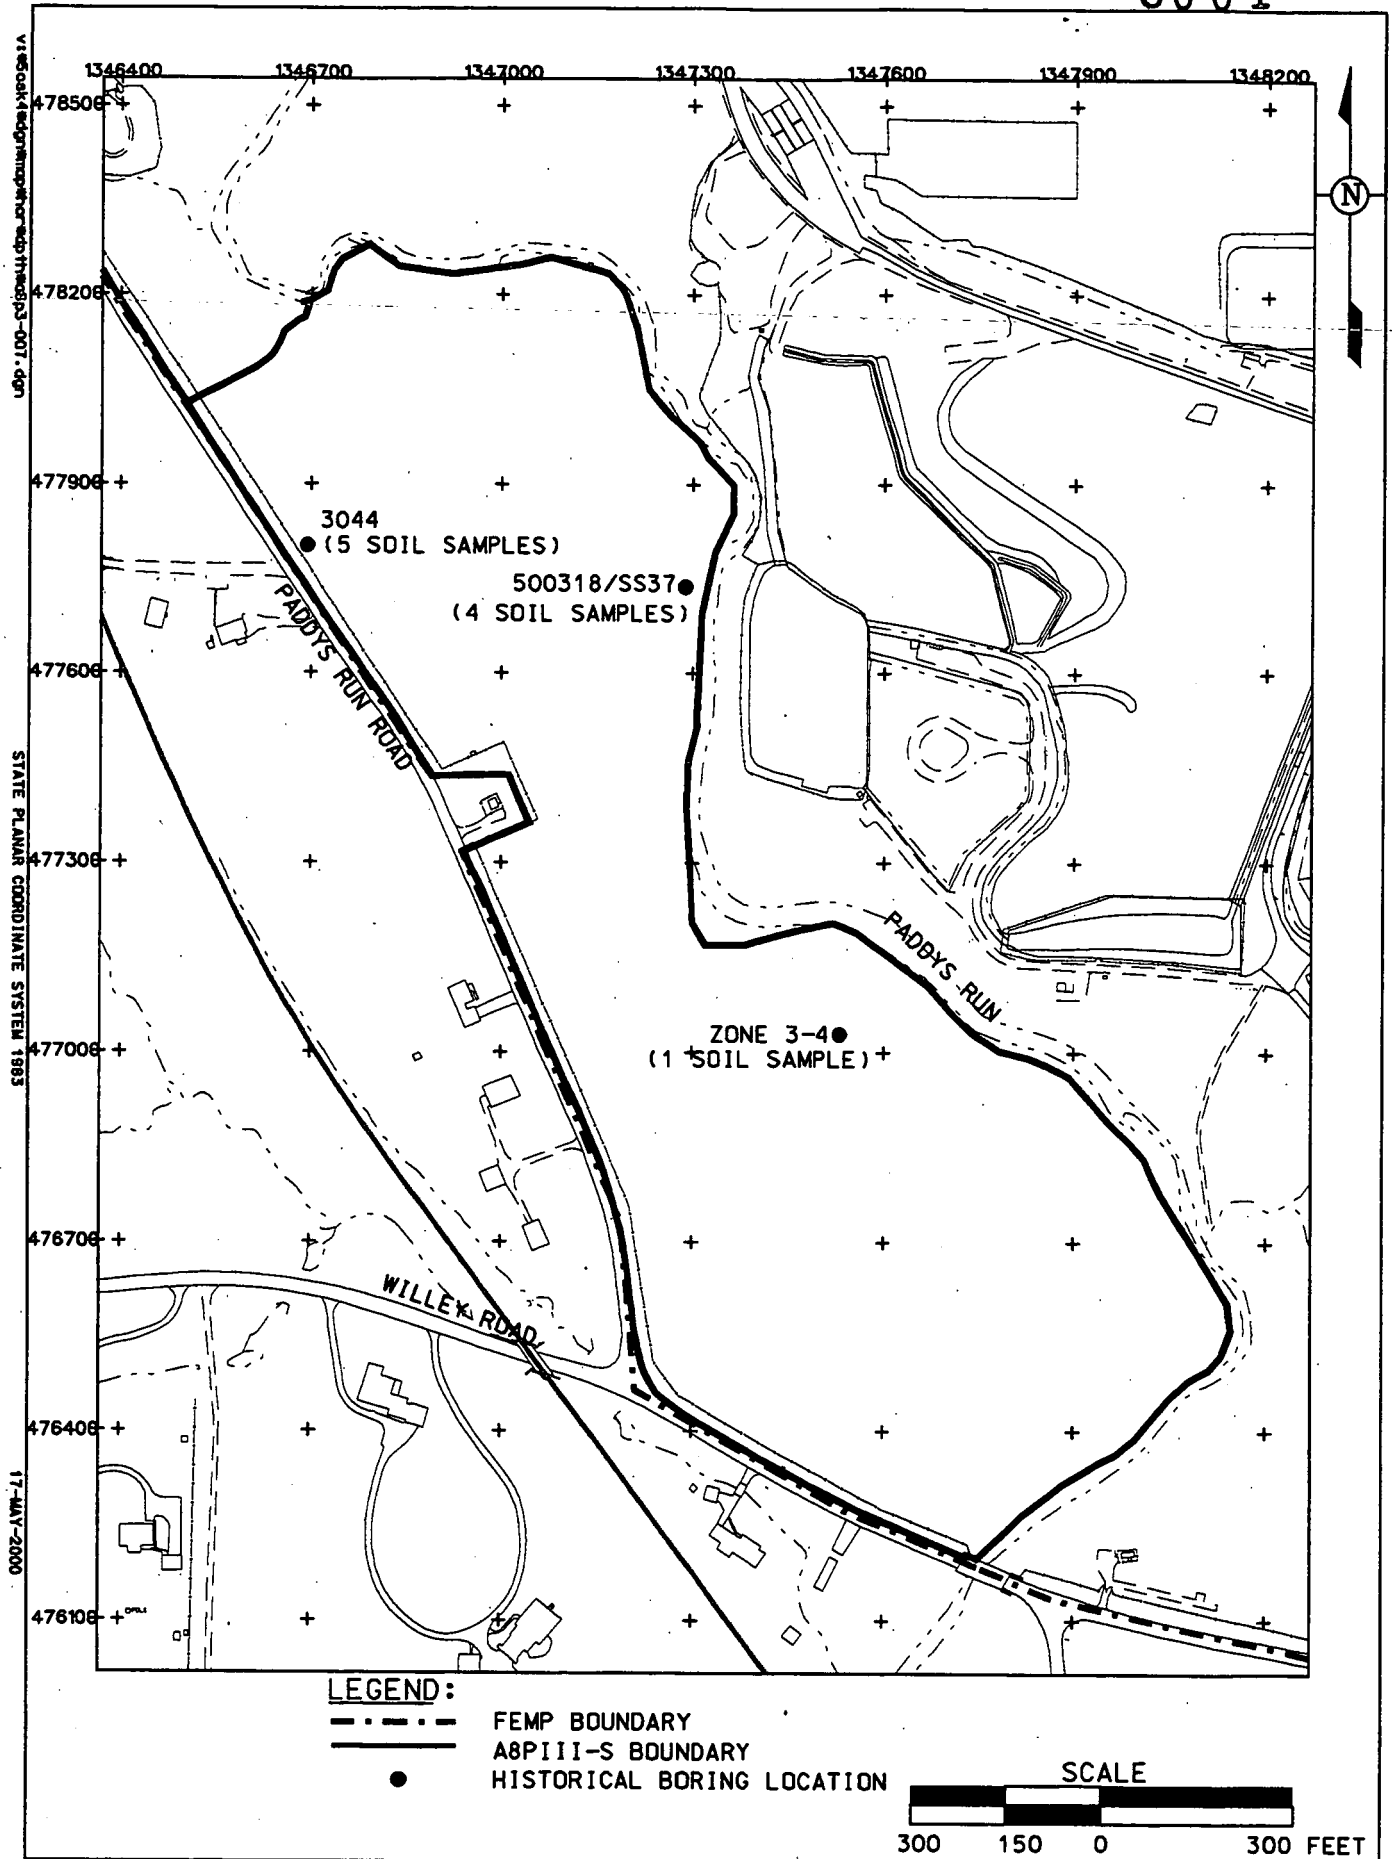 1346400 1346700 1347000 1347300 1347600 1347900 1348200
478500
N
478200
477900
3044
(5 SOIL SAMPLES)
500318/SS37
(4 SOIL SAMPLES)
PADDYS RUN ROAD
477600
477300
PADDYS RUN
ZONE 3-4
(1 SOIL SAMPLE)
477000
476700
WILLEY ROAD
476400
476100
STATE PLANAR COORDINATE SYSTEM 1983
17-MAY-2000
LEGEND:
FEMP BOUNDARY
A8PIII-S BOUNDARY
HISTORICAL BORING LOCATION
SCALE
300 150 0 300 FEET